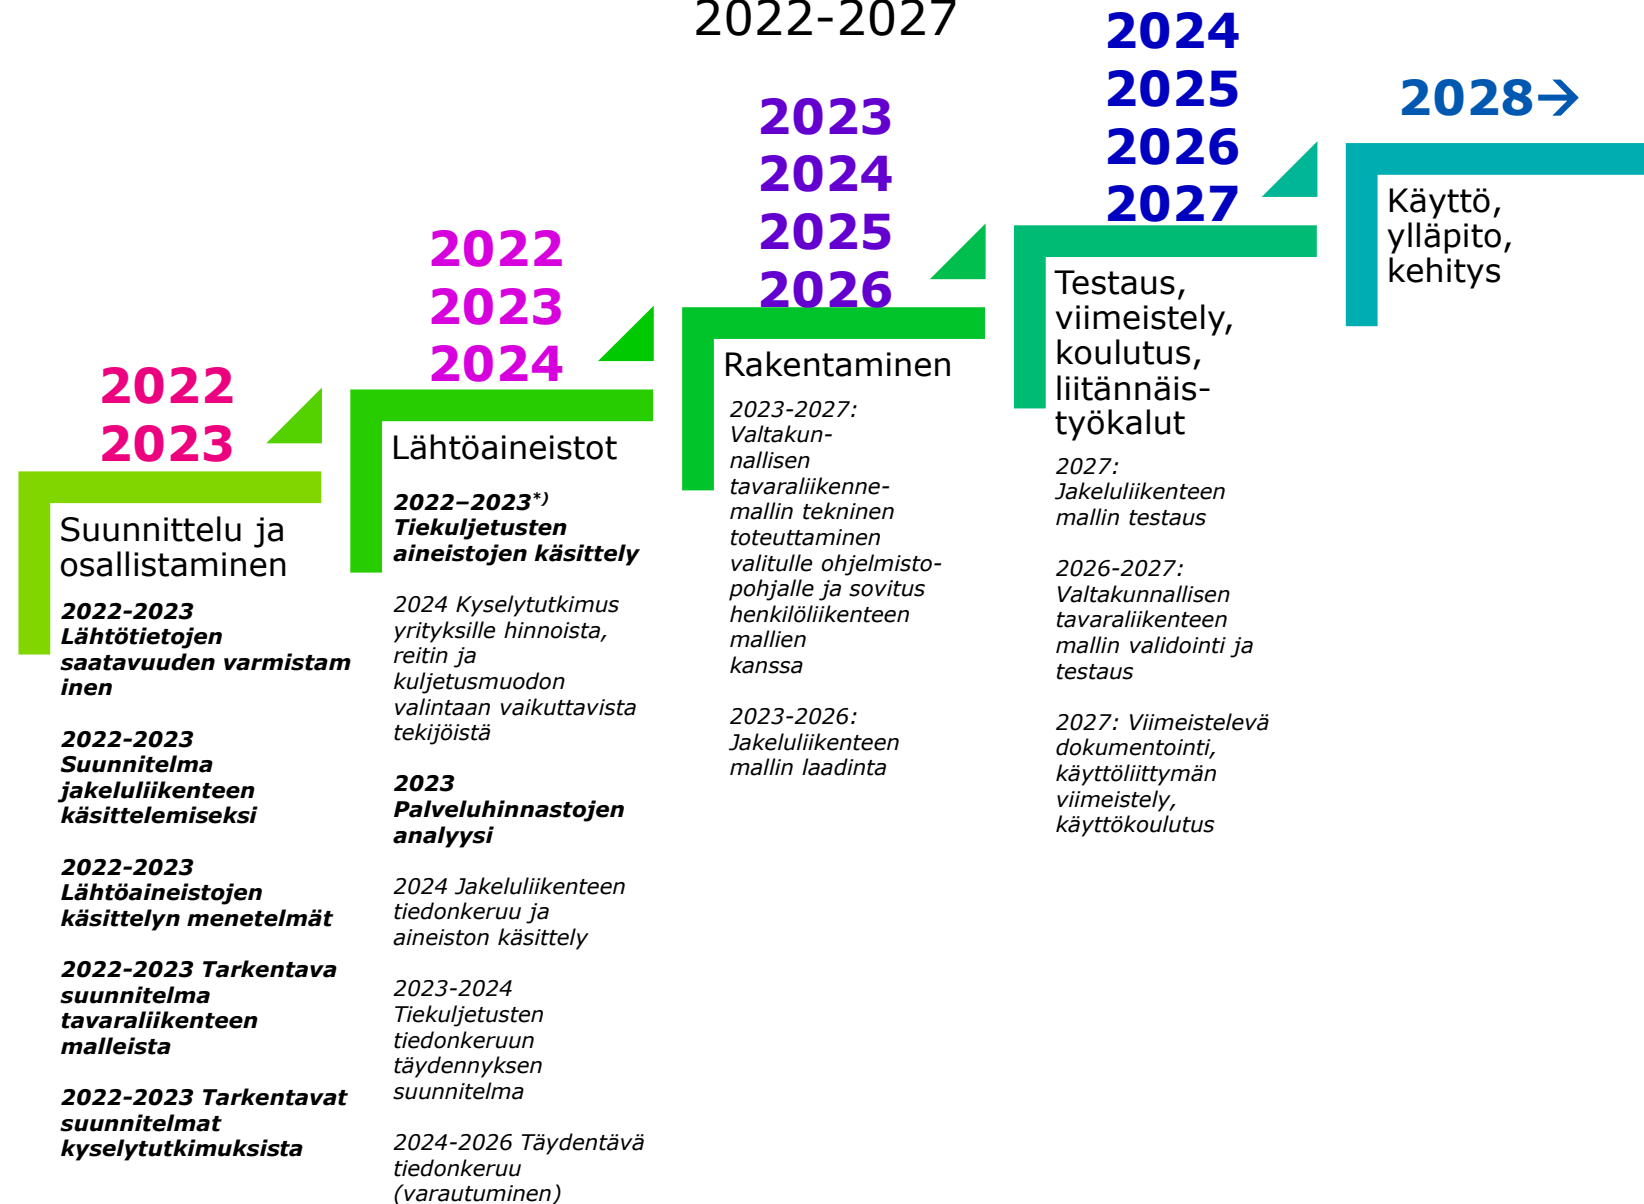 2022-2027
2022
2023
Suunnittelu ja
osallistaminen
2022-2023
Lähtötietojen
saatavuuden varmistam
inen
2022-2023
Suunnitelma
jakeluliikenteen
käsittelemiseksi
2022-2023
Lähtöaineistojen
käsittelyn menetelmät
2022-2023 Tarkentava
suunnitelma
tavaraliikenteen
malleista
2022-2023 Tarkentavat
suunnitelmat
kyselytutkimuksista
2022
2023
2024
Lähtöaineistot
2022–2023*)
Tiekuljetusten
aineistojen käsittely
2024 Kyselytutkimus
yrityksille hinnoista,
reitin ja
kuljetusmuodon
valintaan vaikuttavista
tekijöistä
2023
Palveluhinnastojen
analyysi
2024 Jakeluliikenteen
tiedonkeruu ja
aineiston käsittely
2023-2024
Tiekuljetusten
tiedonkeruun
täydennyksen
suunnitelma
2024-2026 Täydentävä
tiedonkeruu
(varautuminen)
2023
2024
2025
2026
Rakentaminen
2023-2027:
Valtakun-
nallisen
tavaraliikenne-
mallin tekninen
toteuttaminen
valitulle ohjelmisto-
pohjalle ja sovitus
henkilöliikenteen
mallien
kanssa
2023-2026:
Jakeluliikenteen
mallin laadinta
2024
2025
2026
2027
Testaus,
viimeistely,
koulutus,
liitännäis-
työkalut
2027:
Jakeluliikenteen
mallin testaus
2026-2027:
Valtakunnallisen
tavaraliikenteen
mallin validointi ja
testaus
2027: Viimeistelevä
dokumentointi,
käyttöliittymän
viimeistely,
käyttökoulutus
2028→
Käyttö,
ylläpito,
kehitys